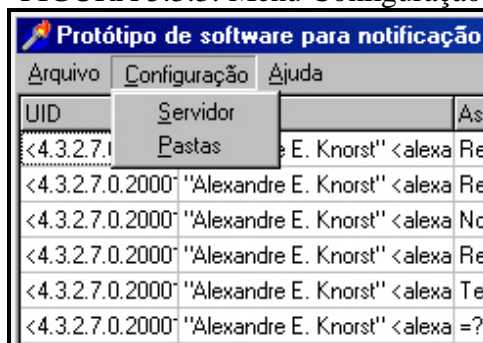 FIGURA 5.3.3: Menu Configuração
Protótipo de software para notificação
Arquivo Configuração Ajuda
UID As
Servidor
Pastas
<4.3.2.7.0 E. Knorst" <alexa Re
<4.3.2.7.0.2000 "Alexandre E. Knorst" <alexa Re
<4.3.2.7.0.2000 "Alexandre E. Knorst" <alexa No
<4.3.2.7.0.2000 "Alexandre E. Knorst" <alexa Re
<4.3.2.7.0.2000 "Alexandre E. Knorst" <alexa Te
<4.3.2.7.0.2000 "Alexandre E. Knorst" <alexa =?